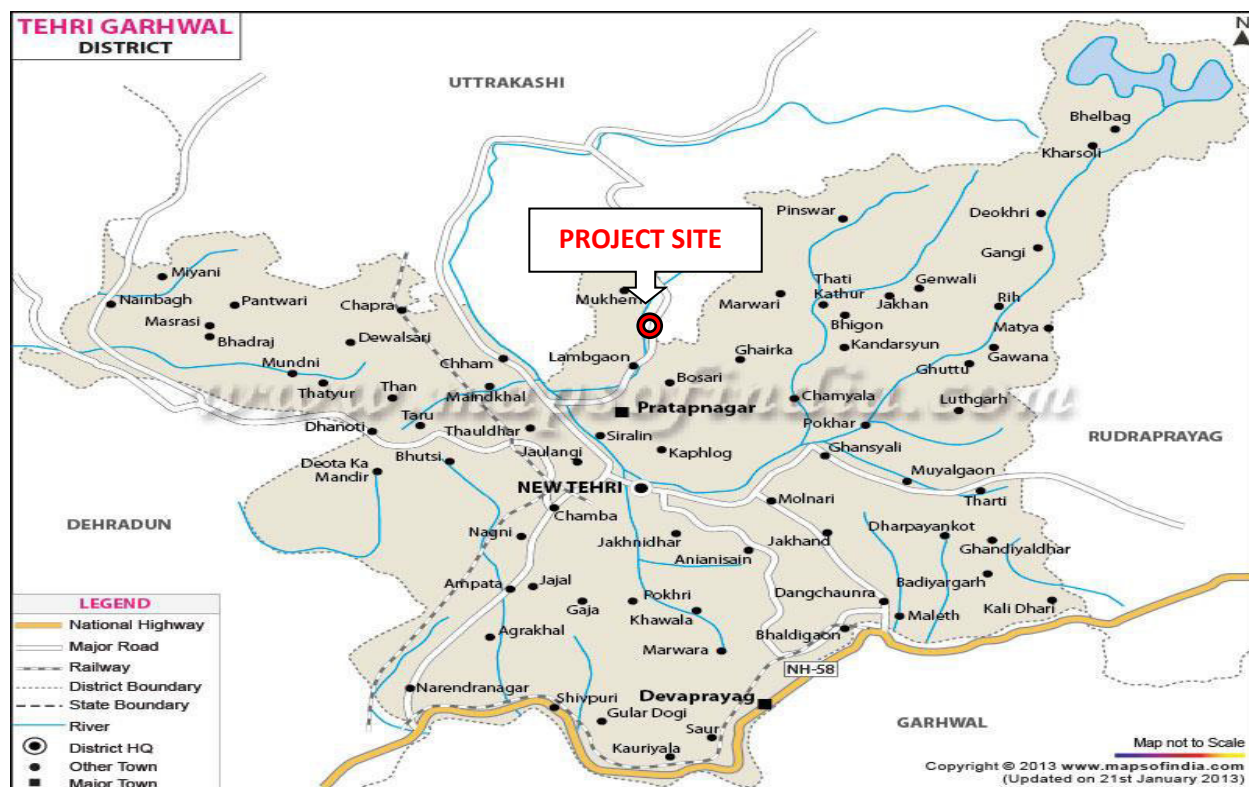 TEHRI GARHWAL
DISTRICT
N
UTTRAKASHI
Bhelbag
Kharsoli
Pinswar
Deokhri
PROJECT SITE
Gangi
Miyani
Thati
Kathur
Genwali
Mukhem
Marwari
Jakhan
Nainbagh
Pantwari
Chapra
Rih
Masrasi
Bhigon
Matya
Bhadraj
Dewalsari
Kandarsyun
Gawana
Mundni
Chham
Lambgaon
Ghairka
Ghuttu
Thatyur
Than
Maindkhal
Bosari
Chamyala
Luthgarh
www.mapsofindia.com
Pratapnagar
Dhanoti
Taru
Thauldhar
Siralin
Pokhar
RUDRAPRAYAG
Deota Ka
Mandir
Bhutsi
Jaulangi
Kaphlog
Ghansyali
Muyalgaon
NEW TEHRI
Molnari
Tharti
DEHRADUN
Chamba
Nagni
Jakhnidhar
Jakhand
Dharpayankot
Anianisain
Ghandiyaldhar
Ampata
Jajal
Badiyargarh
Gaja
Pokhri
Dangchaunra
Kali Dhari
Khawala
Maleth
Agrakhal
Bhaldigaon
Marwara
NH-58
Narendranagar
Shivpuri
Devaprayag
Gular Dogi
GARHWAL
Saur
Kauriyala
LEGEND
National Highway
Major Road
Railway
District Boundary
State Boundary
River
District HQ
Other Town
Major Town
Map not to Scale
Copyright © 2013 www.mapsofindia.com
(Updated on 21st January 2013)